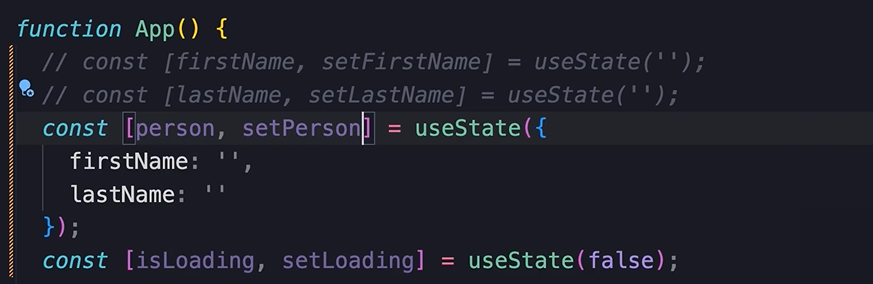 function App() {
// const [firstName, setFirstName] = useState('');
// const [lastName, setLastName] = useState('');
const [person, setPerson] = useState({
firstName: '',
lastName: ''
});
const [isLoading, setLoading] = useState(false);